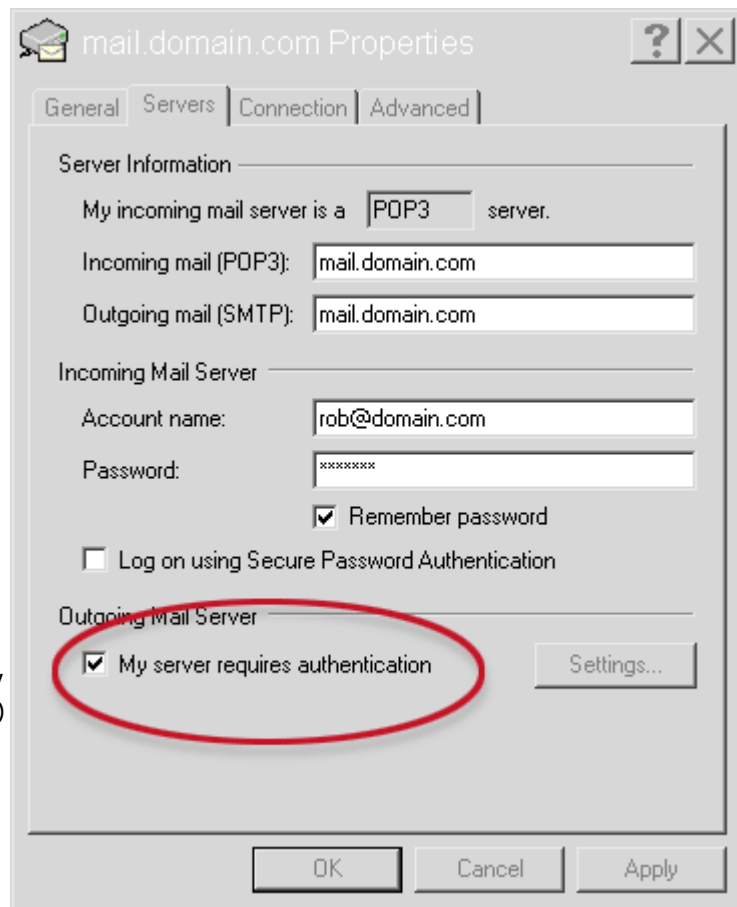 mail.domain.com Properties
General Servers Connection Advanced
Server Information
My incoming mail server is a POP3 server.
Incoming mail (POP3): mail.domain.com
Outgoing mail (SMTP): mail.domain.com
Incoming Mail Server
Account name: rob@domain.com
Password: xxxxxxx
Remember password
Log on using Secure Password Authentication
Outgoing Mail Server
My server requires authentication Settings...
OK Cancel Apply